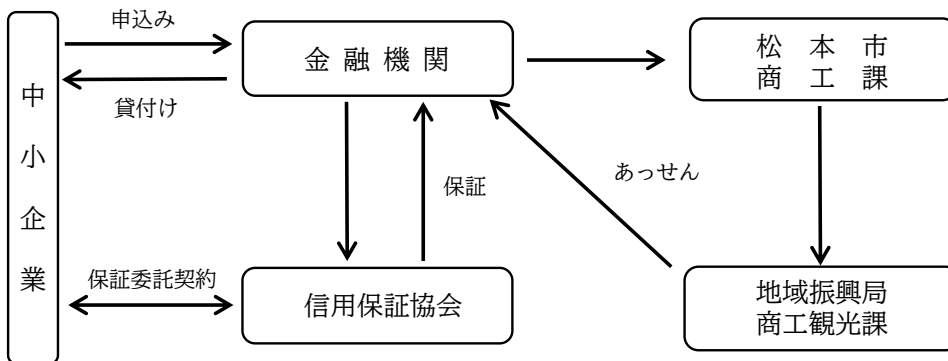 申込み
金融機関
松本市
商工課
貸付け
中小企業
あっせん
保証
保証委託契約
信用保証協会
地域振興局
商工観光課